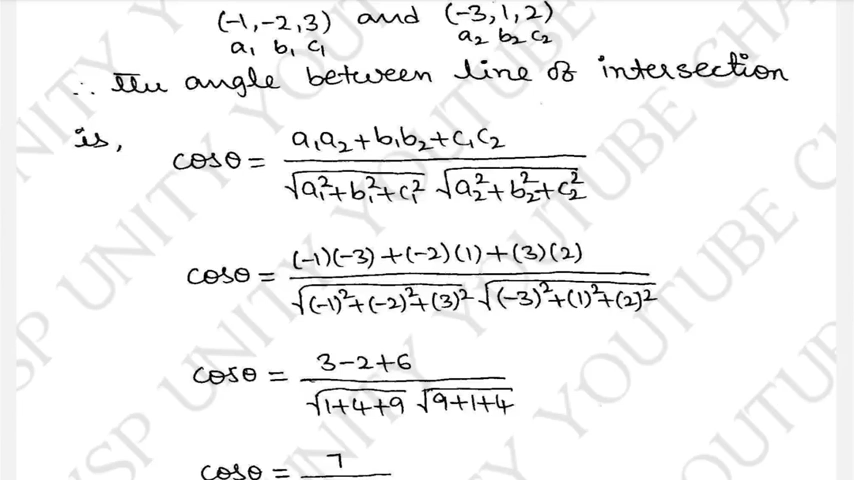 (-1,-2,3) and (-3,1,2)
a₁ b₁ c₁ a₂ b₂ c₂
∴ The angle between line of intersection
is,
cosθ = (a₁a₂+b₁b₂+c₁c₂) / (√(a₁²+b₁²+c₁²) √(a₂²+b₂²+c₂²))
cosθ = ((-1)(-3)+(-2)(1)+(3)(2)) / (√((-1)²+(-2)²+(3)²) √((-3)²+(1)²+(2)²))
cosθ = (3-2+6) / (√(1+4+9) √(9+1+4))
cosθ = 7